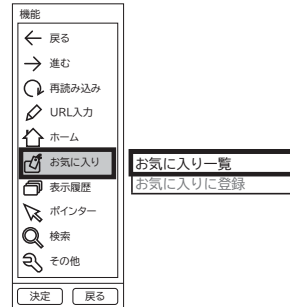 機能
戻る
進む
再読み込み
URL入力
ホーム
お気に入り
表示履歴
ポインター
検索
その他
決定 戻る
お気に入り一覧
お気に入りに登録